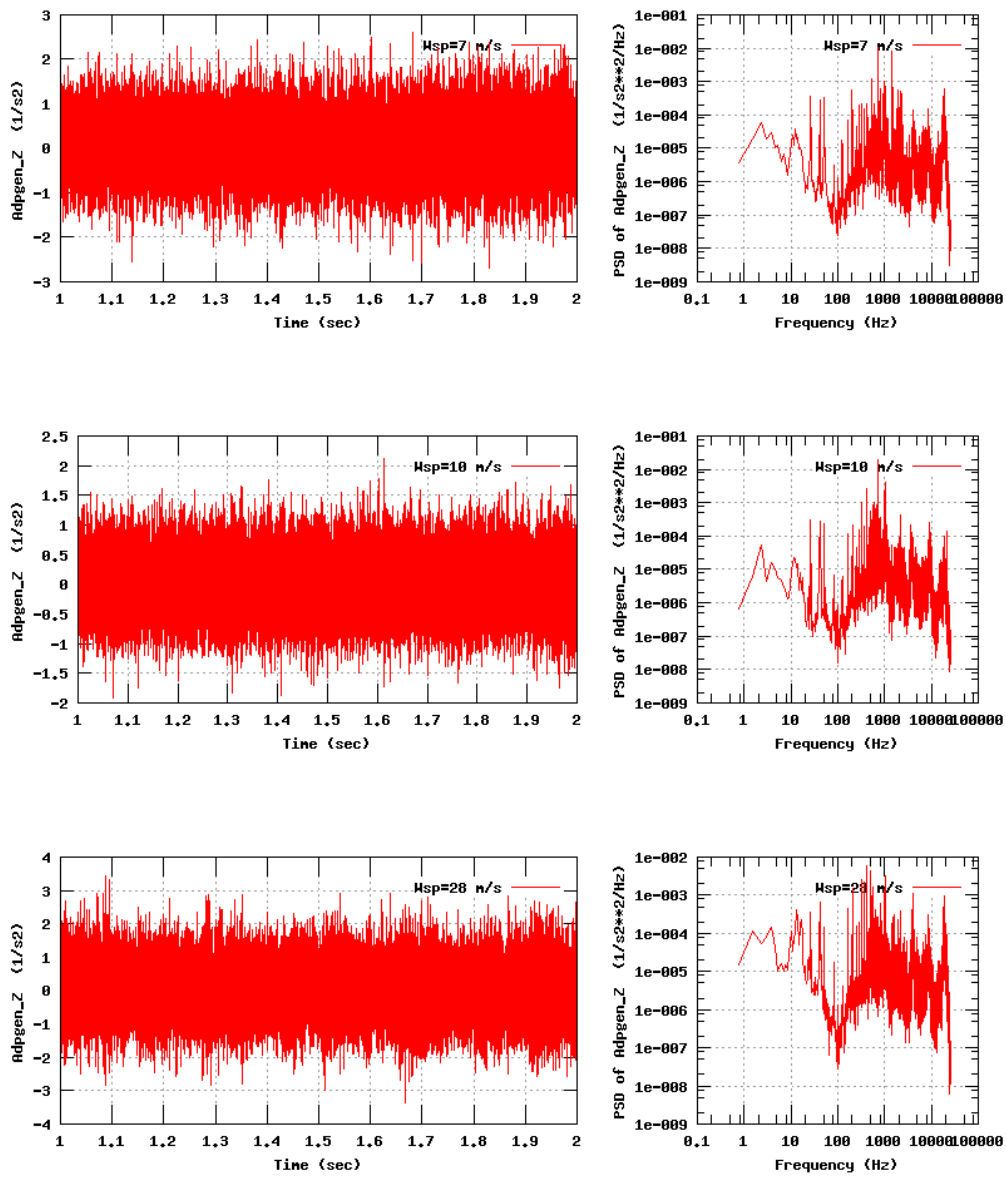 3
2
1
0
-1
-2
-3
Adpgen_Z (1/s2)
Wsp=7 m/s
1 1.1 1.2 1.3 1.4 1.5 1.6 1.7 1.8 1.9 2
Time (sec)
1e-001
1e-002
1e-003
1e-004
1e-005
1e-006
1e-007
1e-008
1e-009
PSD of Adpgen_Z (1/s2**2/Hz)
Wsp=7 m/s
0.1 1 10 100 1000 10000 100000
Frequency (Hz)
2.5
2
1.5
1
0.5
0
-0.5
-1
-1.5
-2
Adpgen_Z (1/s2)
Wsp=10 m/s
1 1.1 1.2 1.3 1.4 1.5 1.6 1.7 1.8 1.9 2
Time (sec)
1e-001
1e-002
1e-003
1e-004
1e-005
1e-006
1e-007
1e-008
1e-009
PSD of Adpgen_Z (1/s2**2/Hz)
Wsp=10 m/s
0.1 1 10 100 1000 10000 100000
Frequency (Hz)
4
3
2
1
0
-1
-2
-3
-4
Adpgen_Z (1/s2)
Wsp=28 m/s
1 1.1 1.2 1.3 1.4 1.5 1.6 1.7 1.8 1.9 2
Time (sec)
1e-002
1e-003
1e-004
1e-005
1e-006
1e-007
1e-008
1e-009
PSD of Adpgen_Z (1/s2**2/Hz)
Wsp=28 m/s
0.1 1 10 100 1000 10000 100000
Frequency (Hz)